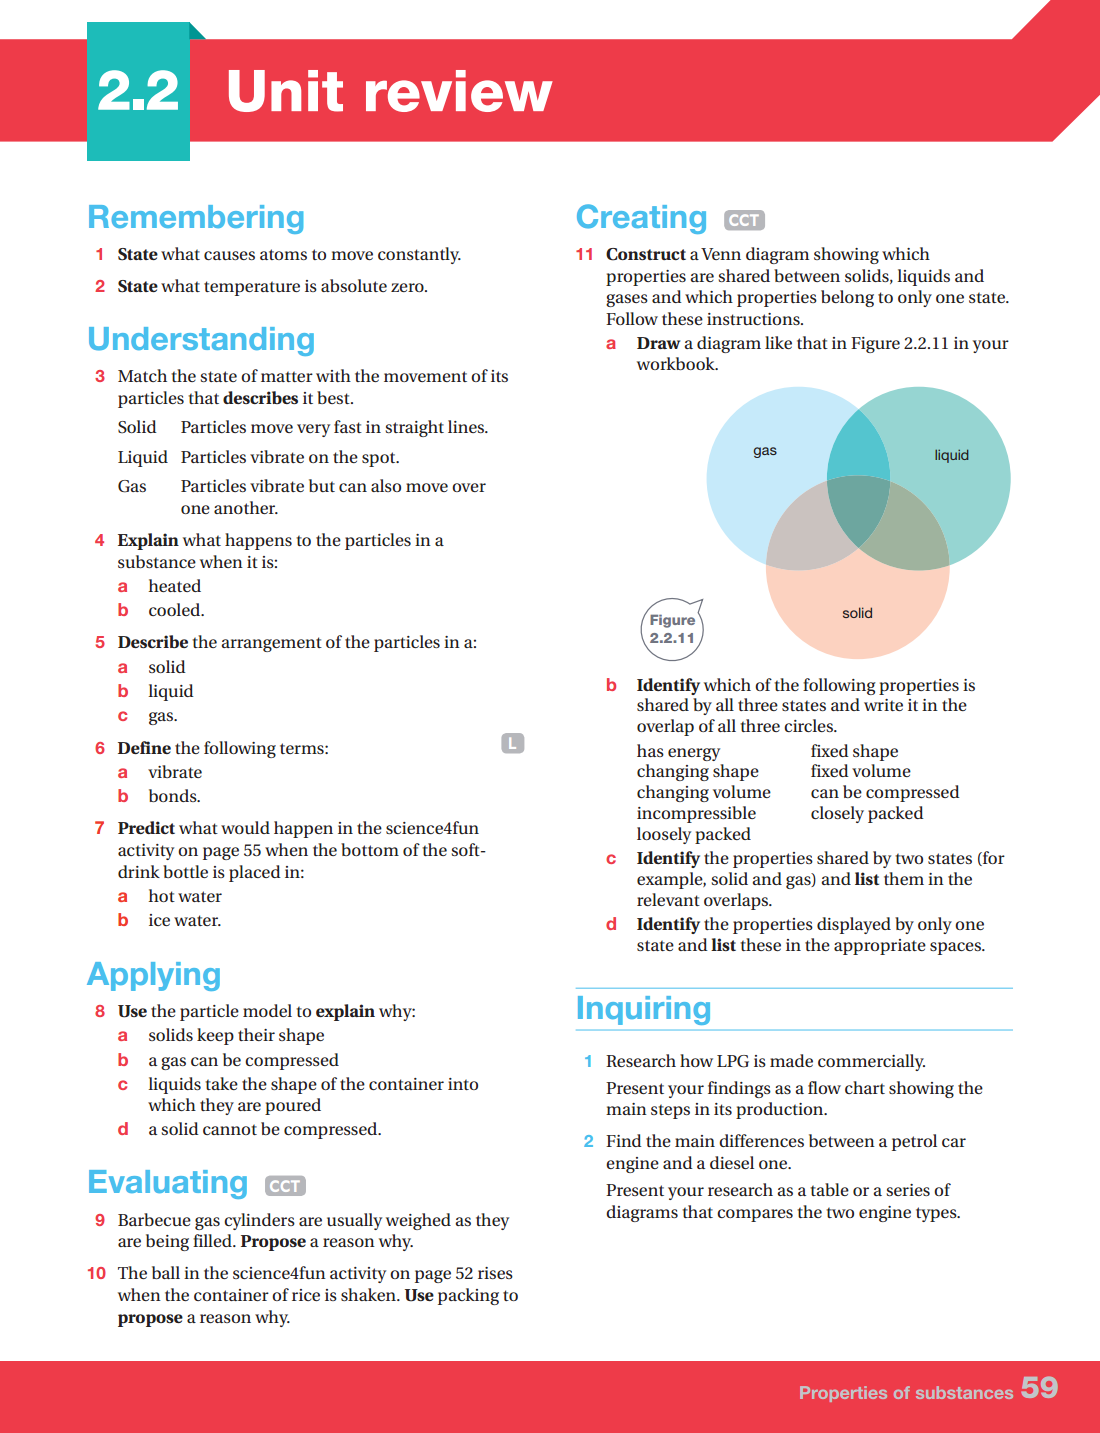 2.2 Unit review
Remembering
1 State what causes atoms to move constantly.
2 State what temperature is absolute zero.
Understanding
3 Match the state of matter with the movement of its
particles that describes it best.
Solid Particles move very fast in straight lines.
Liquid Particles vibrate on the spot.
Gas Particles vibrate but can also move over
one another.
4 Explain what happens to the particles in a
substance when it is:
a heated
b cooled.
5 Describe the arrangement of the particles in a:
a solid
b liquid
c gas.
6 Define the following terms: L
a vibrate
b bonds.
7 Predict what would happen in the science4fun
activity on page 55 when the bottom of the soft-
drink bottle is placed in:
a hot water
b ice water.
Applying
8 Use the particle model to explain why:
a solids keep their shape
b a gas can be compressed
c liquids take the shape of the container into
which they are poured
d a solid cannot be compressed.
Evaluating CCT
9 Barbecue gas cylinders are usually weighed as they
are being filled. Propose a reason why.
10 The ball in the science4fun activity on page 52 rises
when the container of rice is shaken. Use packing to
propose a reason why.
Creating CCT
11 Construct a Venn diagram showing which
properties are shared between solids, liquids and
gases and which properties belong to only one state.
Follow these instructions.
a Draw a diagram like that in Figure 2.2.11 in your
workbook.
gas
liquid
solid
Figure
2.2.11
b Identify which of the following properties is
shared by all three states and write it in the
overlap of all three circles.
has energy fixed shape
changing shape fixed volume
changing volume can be compressed
incompressible closely packed
loosely packed
c Identify the properties shared by two states (for
example, solid and gas) and list them in the
relevant overlaps.
d Identify the properties displayed by only one
state and list these in the appropriate spaces.
Inquiring
1 Research how LPG is made commercially.
Present your findings as a flow chart showing the
main steps in its production.
2 Find the main differences between a petrol car
engine and a diesel one.
Present your research as a table or a series of
diagrams that compares the two engine types.
Properties of substances 59